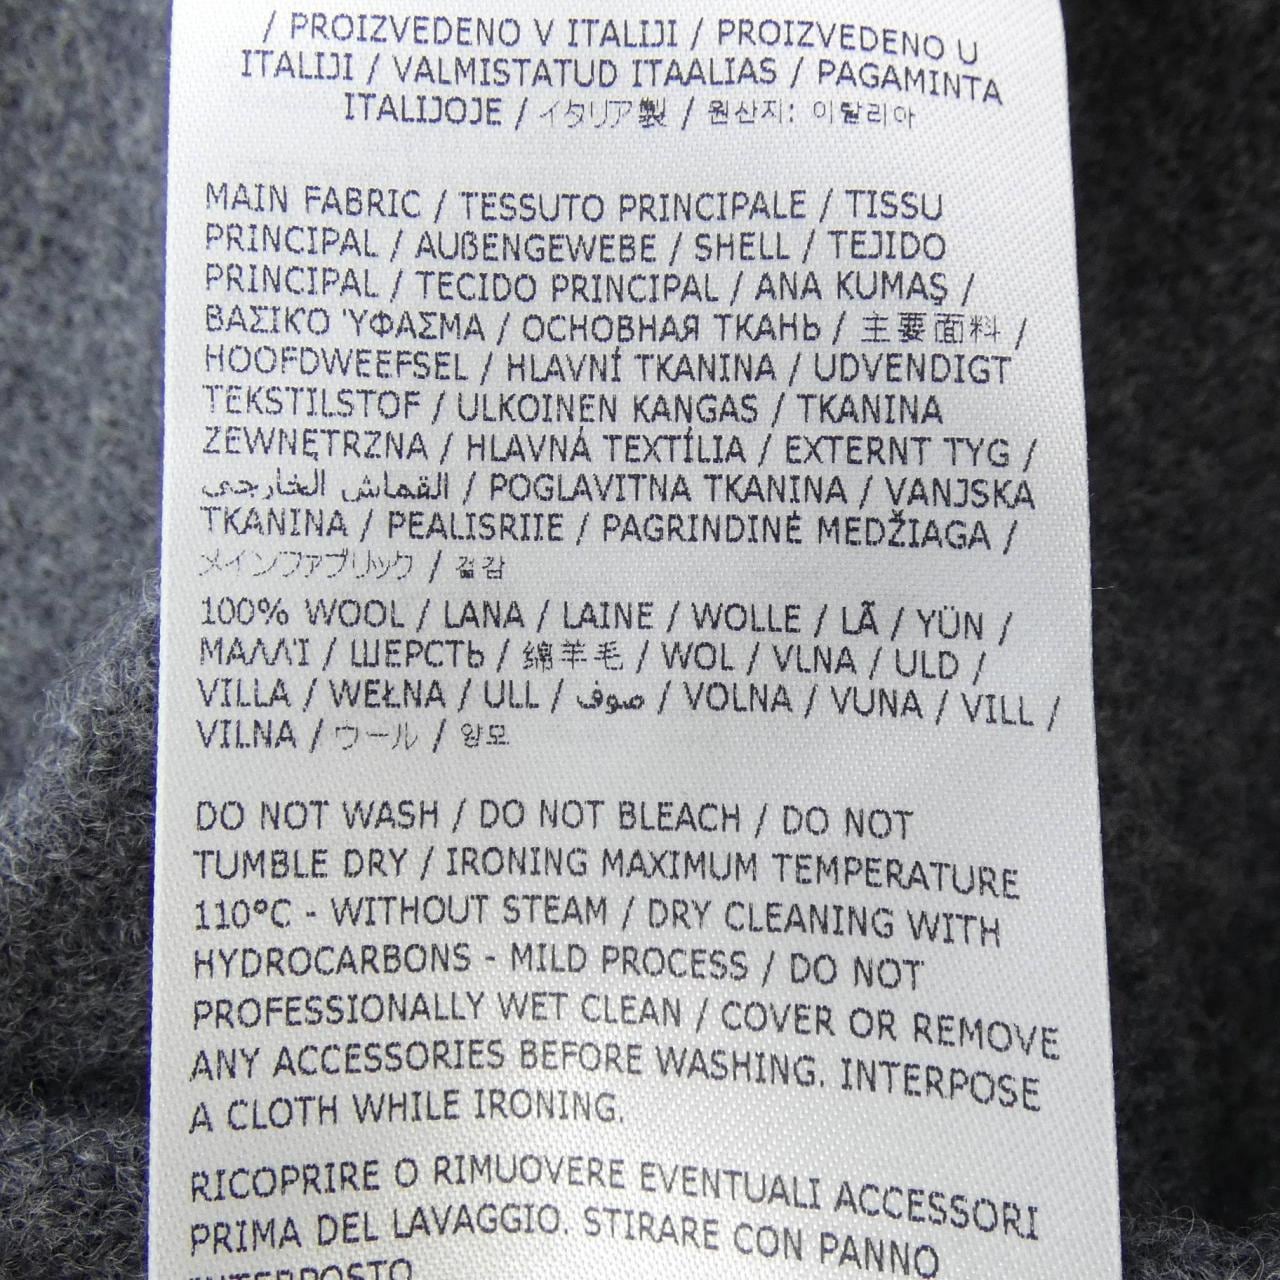 / PROIZVEDENO V ITALIJI / PROIZVEDENO U
ITALIJI / VALMISTATUD ITAALIAS / PAGAMINTA
ITALIJOJE / イタリア製 / 원산지: 이탈리아
MAIN FABRIC / TESSUTO PRINCIPALE / TISSU
PRINCIPAL / AUßENGEWEBE / SHELL / TEJIDO
PRINCIPAL / TECIDO PRINCIPAL / ANA KUMAŞ /
ΒΑΣΙΚΌ ΎΦΑΣΜΑ / ОСНОВНАЯ ТКАНЬ / 主要面料 /
HOOFDWEEFSEL / HLAVNÍ TKANINA / UDVENDIGT
TEKSTILSTOF / ULKOINEN KANGAS / TKANINA
ZEWNĘTRZNA / HLAVNÁ TEXTÍLIA / EXTERNT TYG /
القماش الخارجي / POGLAVITNA TKANINA / VANJSKA
TKANINA / PEALISRIIE / PAGRINDINĖ MEDŽIAGA /
メインファブリック / 겉감
100% WOOL / LANA / LAINE / WOLLE / LÃ / YÜN /
ΜΑΛΛΊ / ШЕРСТЬ / 绵羊毛 / WOL / VLNA / ULD /
VILLA / WEŁNA / ULL / صوف / VOLNA / VUNA / VILL /
VILNA / ウール / 양모
DO NOT WASH / DO NOT BLEACH / DO NOT
TUMBLE DRY / IRONING MAXIMUM TEMPERATURE
110°C - WITHOUT STEAM / DRY CLEANING WITH
HYDROCARBONS - MILD PROCESS / DO NOT
PROFESSIONALLY WET CLEAN / COVER OR REMOVE
ANY ACCESSORIES BEFORE WASHING. INTERPOSE
A CLOTH WHILE IRONING.
RICOPRIRE O RIMUOVERE EVENTUALI ACCESSORI
PRIMA DEL LAVAGGIO. STIRARE CON PANNO
INTERPOSTO